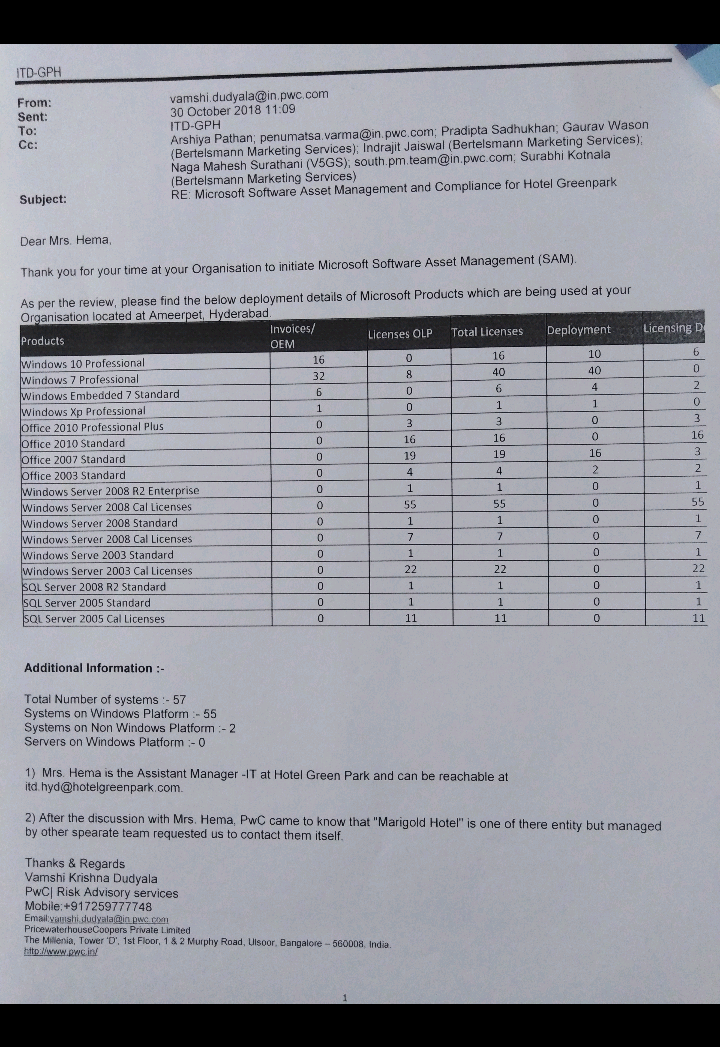 ITD-GPH
From: vamshi.dudyala@in.pwc.com
Sent: 30 October 2018 11:09
To: ITD-GPH
Cc: Arshiya Pathan; penumatsa.varma@in.pwc.com; Pradipta Sadhukhan; Gaurav Wason
(Bertelsmann Marketing Services); Indrajit Jaiswal (Bertelsmann Marketing Services);
Naga Mahesh Surathani (V5GS); south.pm.team@in.pwc.com; Surabhi Kotnala
(Bertelsmann Marketing Services)
Subject: RE: Microsoft Software Asset Management and Compliance for Hotel Greenpark
Dear Mrs. Hema,
Thank you for your time at your Organisation to initiate Microsoft Software Asset Management (SAM).
As per the review, please find the below deployment details of Microsoft Products which are being used at your
Organisation located at Ameerpet, Hyderabad.
Products Invoices/ OEM Licenses OLP Total Licenses Deployment Licensing D
Windows 10 Professional 16 0 16 10 6
Windows 7 Professional 32 8 40 40 0
Windows Embedded 7 Standard 6 0 6 4 2
Windows Xp Professional 1 0 1 1 0
Office 2010 Professional Plus 0 3 3 0 3
Office 2010 Standard 0 16 16 0 16
Office 2007 Standard 0 19 19 16 3
Office 2003 Standard 0 4 4 2 2
Windows Server 2008 R2 Enterprise 0 1 1 0 1
Windows Server 2008 Cal Licenses 0 55 55 0 55
Windows Server 2008 Standard 0 1 1 0 1
Windows Server 2008 Cal Licenses 0 7 7 0 7
Windows Serve 2003 Standard 0 1 1 0 1
Windows Server 2003 Cal Licenses 0 22 22 0 22
SQL Server 2008 R2 Standard 0 1 1 0 1
SQL Server 2005 Standard 0 1 1 0 1
SQL Server 2005 Cal Licenses 0 11 11 0 11
Additional Information :-
Total Number of systems :- 57
Systems on Windows Platform :- 55
Systems on Non Windows Platform :- 2
Servers on Windows Platform :- 0
1) Mrs. Hema is the Assistant Manager -IT at Hotel Green Park and can be reachable at
itd.hyd@hotelgreenpark.com.
2) After the discussion with Mrs. Hema, PwC came to know that "Marigold Hotel" is one of there entity but managed
by other spearate team requested us to contact them itself.
Thanks & Regards
Vamshi Krishna Dudyala
PwC| Risk Advisory services
Mobile:+917259777748
Email:vamshi.dudyala@in.pwc.com
PricewaterhouseCoopers Private Limited
The Millenia, Tower 'D', 1st Floor, 1 & 2 Murphy Road, Ulsoor, Bangalore – 560008, India.
http://www.pwc.in/
1